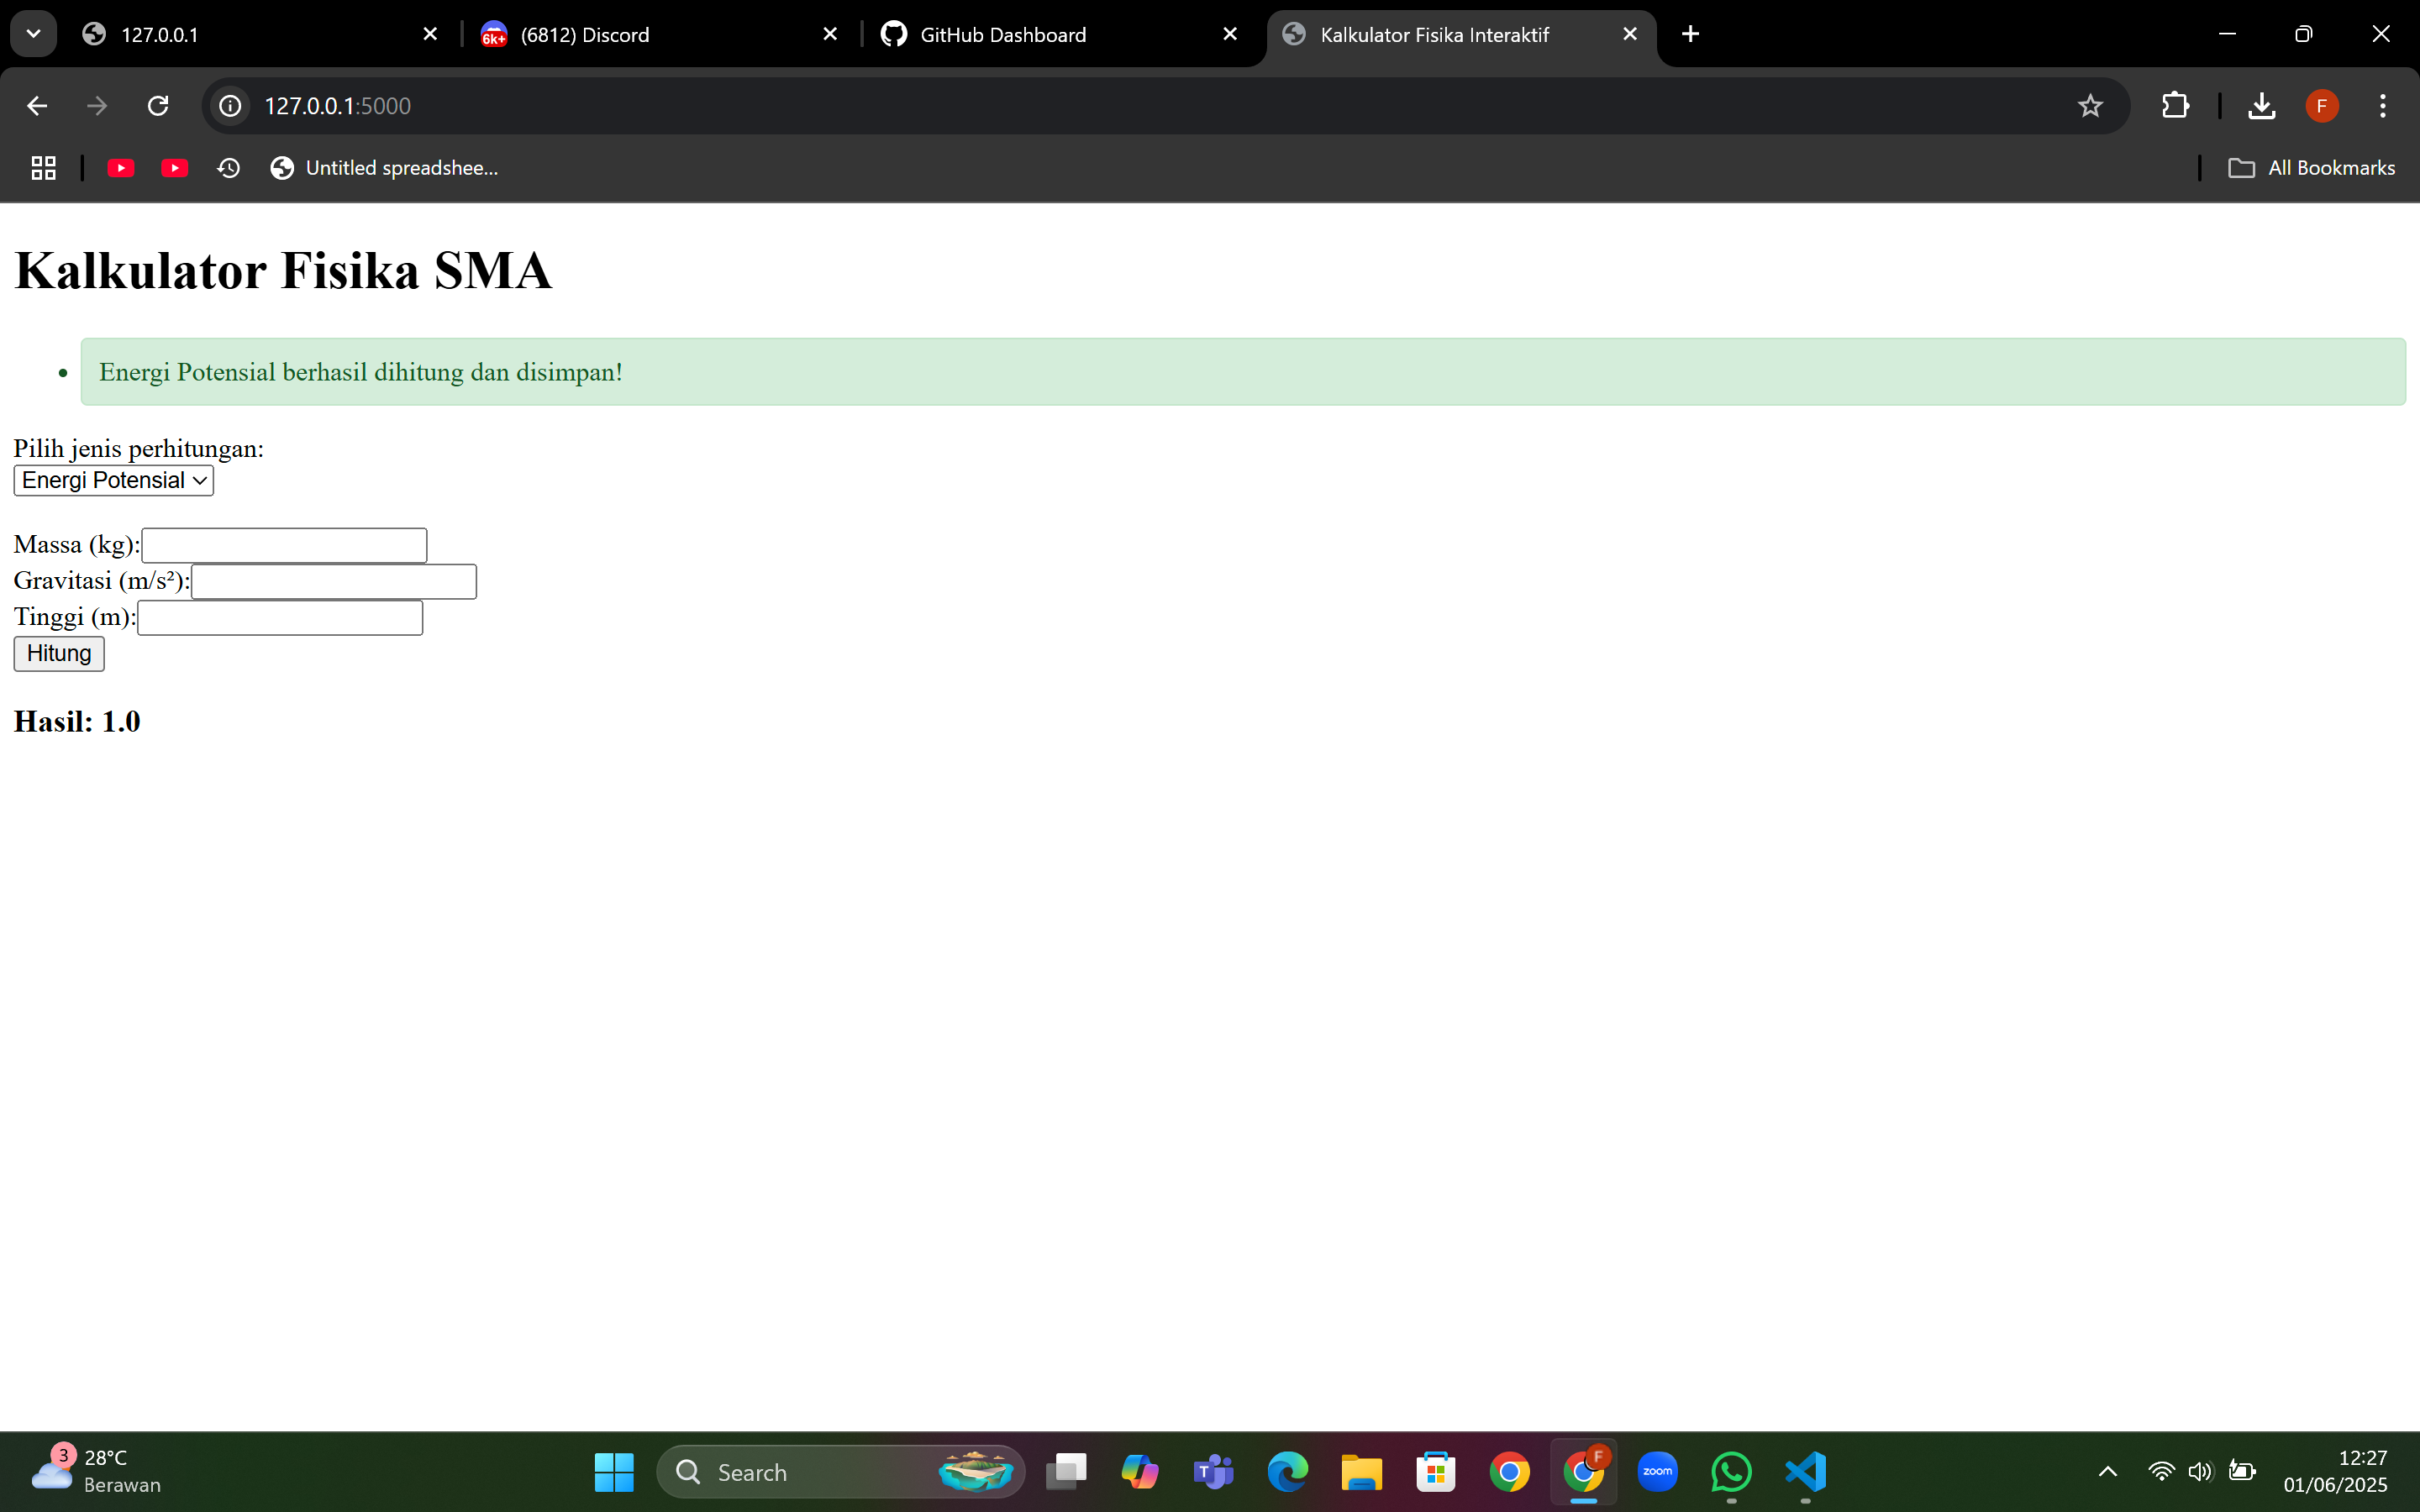 127.0.0.1
6k+
(6812) Discord
GitHub Dashboard
Kalkulator Fisika Interaktif
127.0.0.1:5000
F
Untitled spreadshee...
All Bookmarks
Kalkulator Fisika SMA
Energi Potensial berhasil dihitung dan disimpan!
Pilih jenis perhitungan:
Energi Potensial
Massa (kg):
Gravitasi (m/s²):
Tinggi (m):
Hitung
Hasil: 1.0
3
28°C
Berawan
Search
T
F
zoom
12:27
01/06/2025